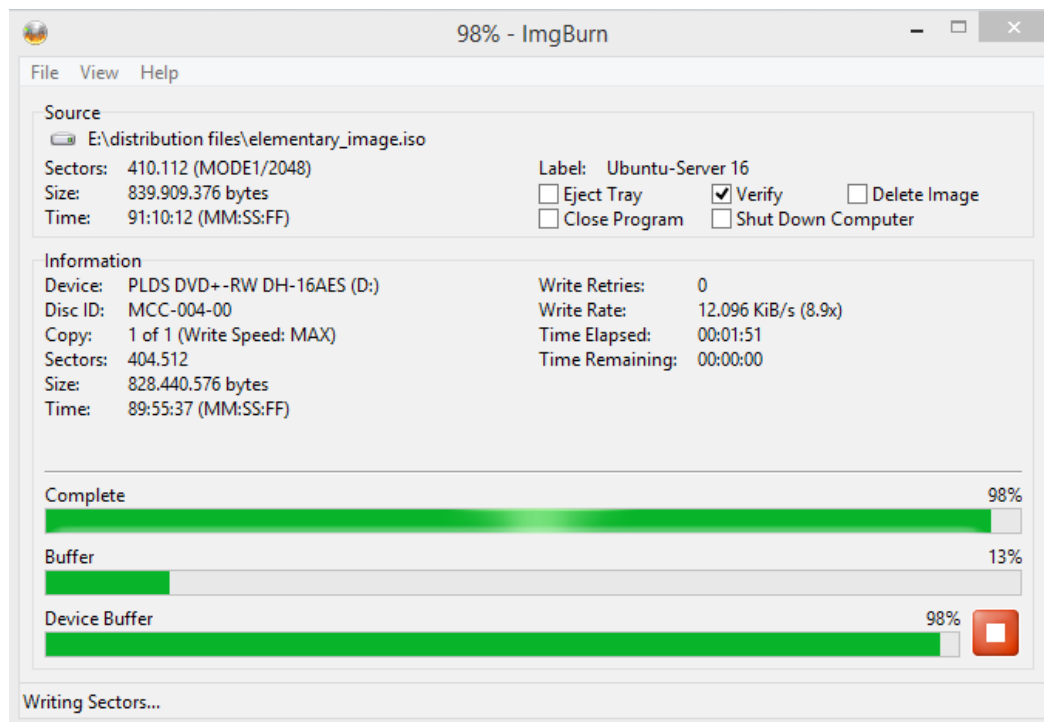 98% - ImgBurn
File View Help
Source
E:\distribution files\elementary_image.iso
Sectors: 410.112 (MODE1/2048)
Label: Ubuntu-Server 16
Size: 839.909.376 bytes
Eject Tray Verify Delete Image
Time: 91:10:12 (MM:SS:FF)
Close Program Shut Down Computer
Information
Device: PLDS DVD+-RW DH-16AES (D:)
Write Retries: 0
Disc ID: MCC-004-00
Write Rate: 12.096 KiB/s (8.9x)
Copy: 1 of 1 (Write Speed: MAX)
Time Elapsed: 00:01:51
Sectors: 404.512
Time Remaining: 00:00:00
Size: 828.440.576 bytes
Time: 89:55:37 (MM:SS:FF)
Complete 98%
Buffer 13%
Device Buffer 98%
Writing Sectors...